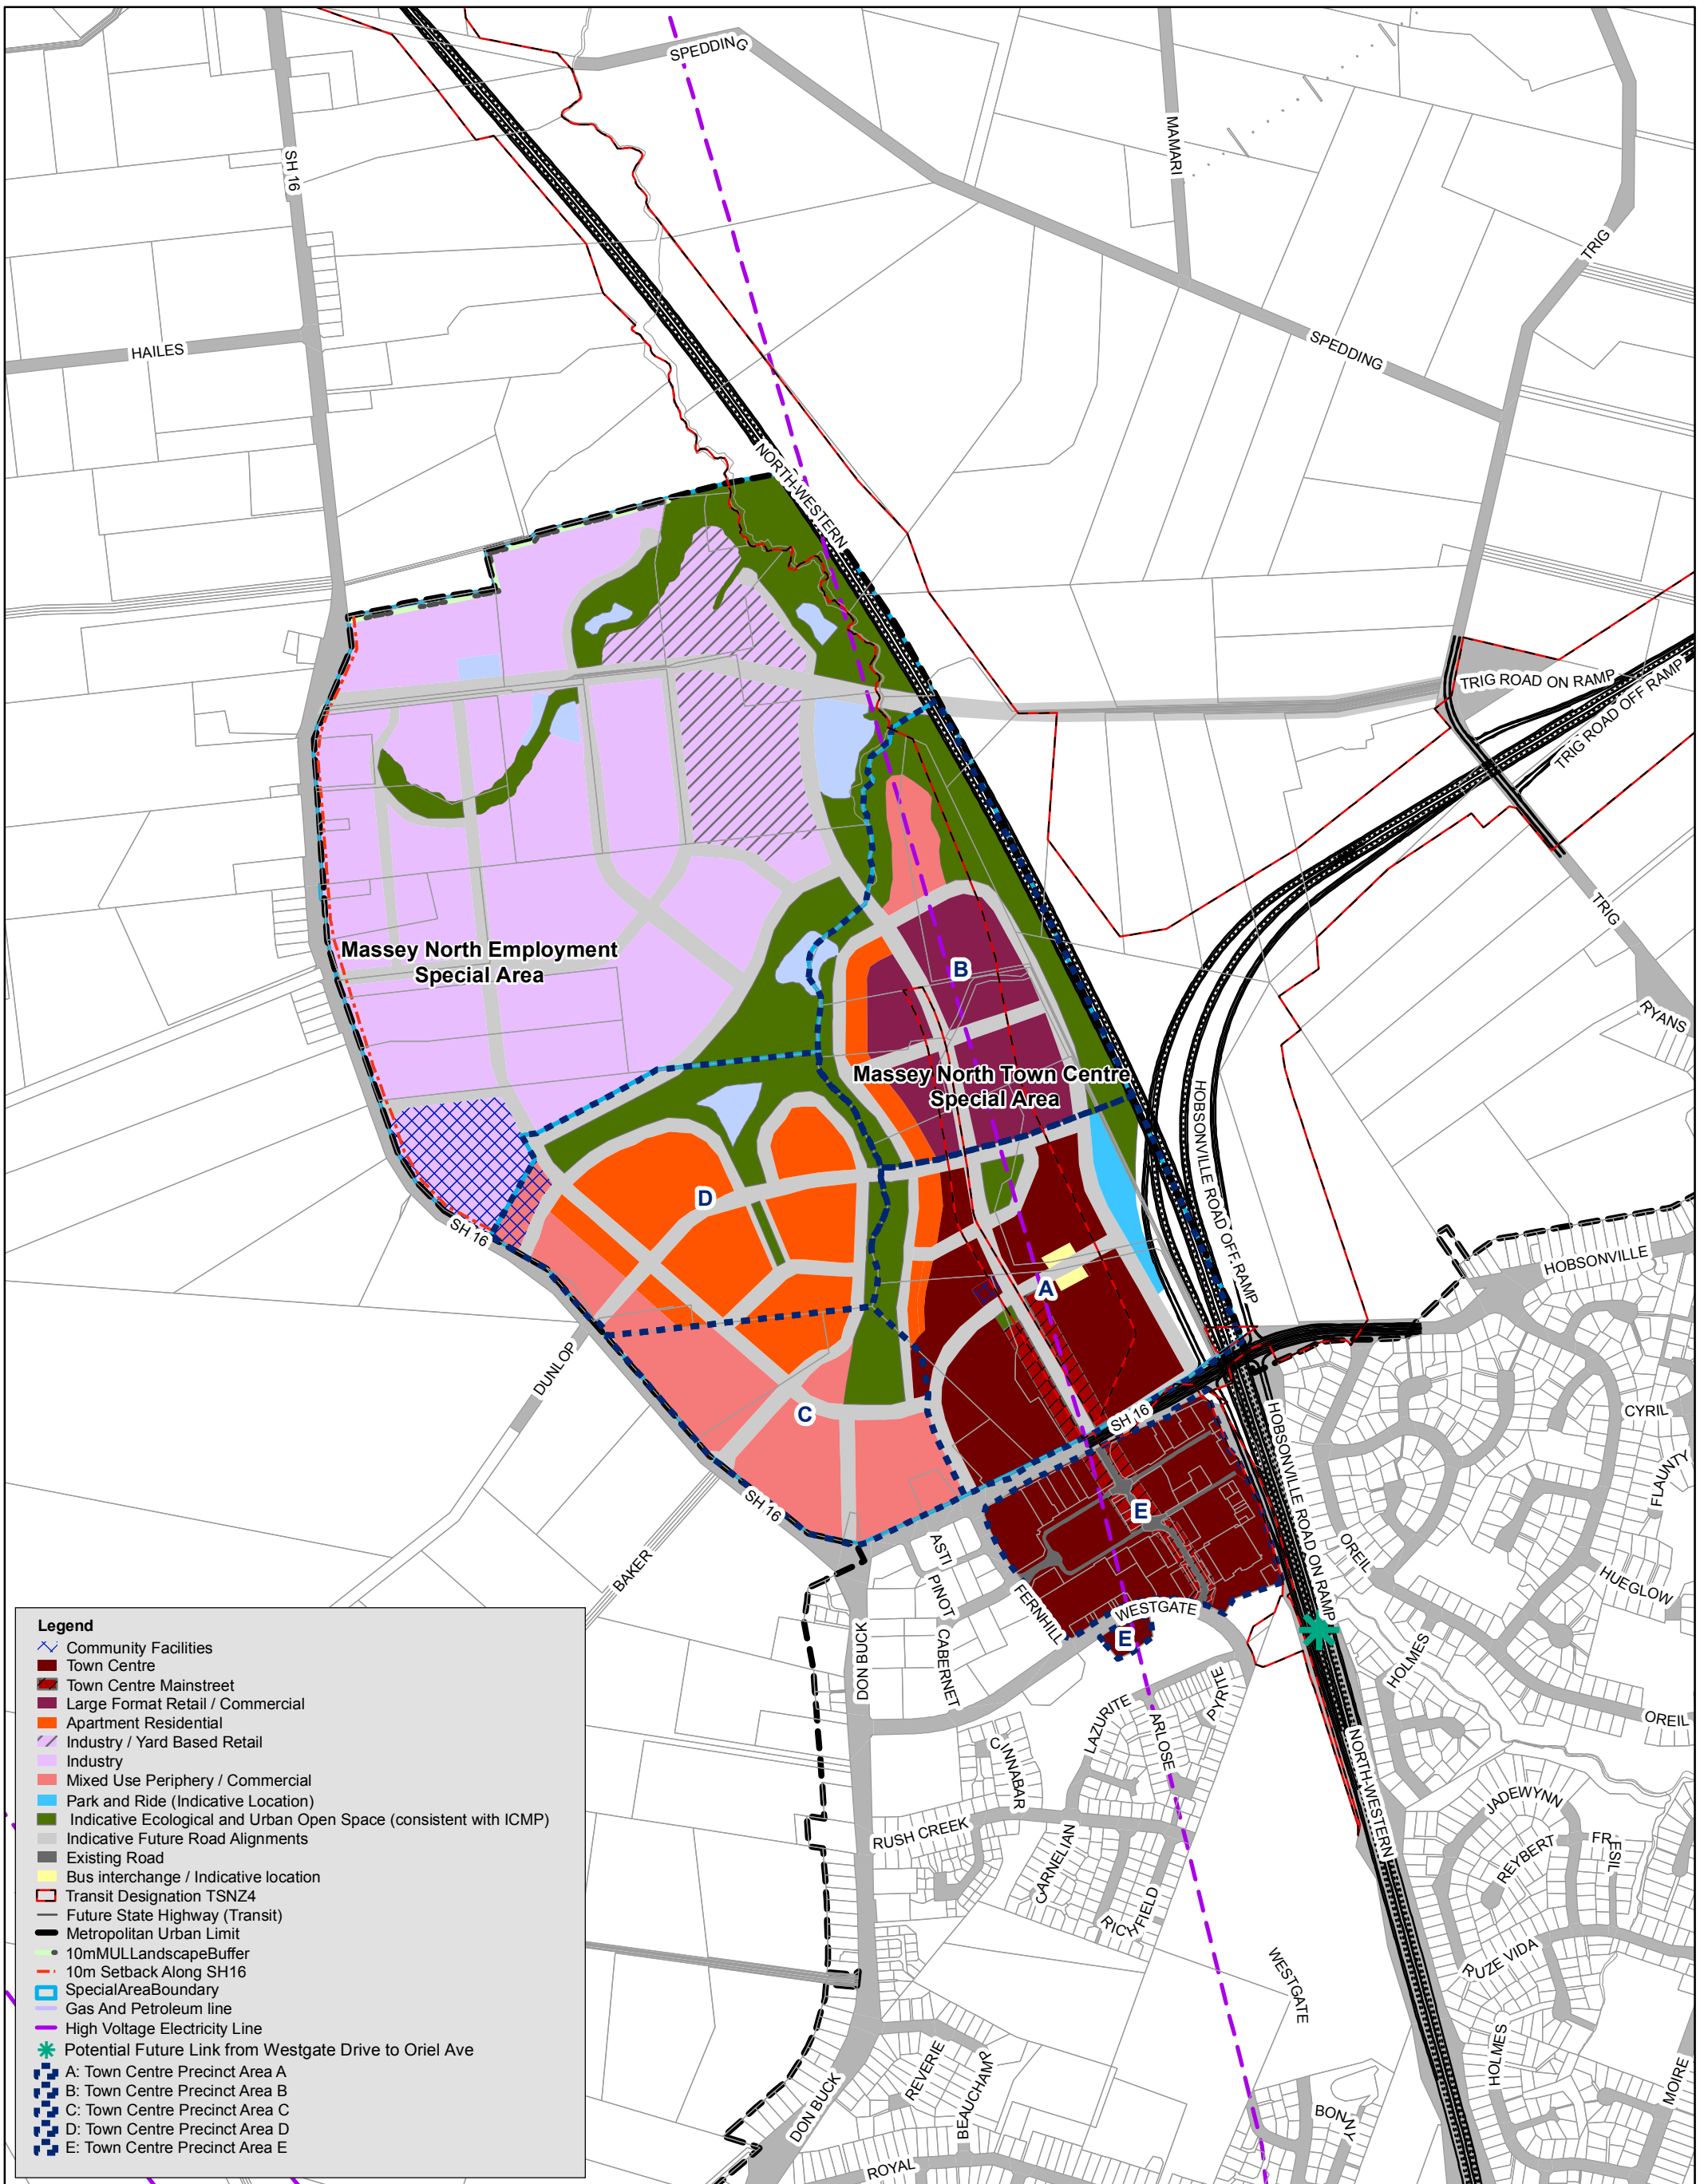 SPEDDING
SH 16
MAMARI
TRIG
HAILES
SPEDDING
NORTH-WESTERN
TRIG ROAD ON RAMP
TRIG ROAD OFF RAMP
TRIG
Massey North Employment
Special Area
B
RYANS
Massey North Town Centre
Special Area
HOBSONVILLE ROAD OFF RAMP
D
SH 16
HOBSONVILLE
A
DUNLOP
C
SH 16
HOBSONVILLE ROAD ON RAMP
CYRIL
FLAUNTY
SH 16
E
ASTI
OREIL
BAKER
PINOT
FERNHILL
HUEGLOW
WESTGATE
E
DON BUCK
CABERNET
HOLMES
PYRITE
LAZURITE
ARLOSE
OREIL
CINNABAR
NORTH-WESTERN
JADEWYNN
RUSH CREEK
REYBERT
FRESIL
CARNELIAN
RICHFIELD
RUZE VIDA
WESTGATE
HOLMES
REVERIE
BEAUCHAMP
MOIRE
DON BUCK
BONNY
ROYAL
Legend
Community Facilities
Town Centre
Town Centre Mainstreet
Large Format Retail / Commercial
Apartment Residential
Industry / Yard Based Retail
Industry
Mixed Use Periphery / Commercial
Park and Ride (Indicative Location)
Indicative Ecological and Urban Open Space (consistent with ICMP)
Indicative Future Road Alignments
Existing Road
Bus interchange / Indicative location
Transit Designation TSNZ4
Future State Highway (Transit)
Metropolitan Urban Limit
10mMULLandscapeBuffer
10m Setback Along SH16
SpecialAreaBoundary
Gas And Petroleum line
High Voltage Electricity Line
Potential Future Link from Westgate Drive to Oriel Ave
A: Town Centre Precinct Area A
B: Town Centre Precinct Area B
C: Town Centre Precinct Area C
D: Town Centre Precinct Area D
E: Town Centre Precinct Area E